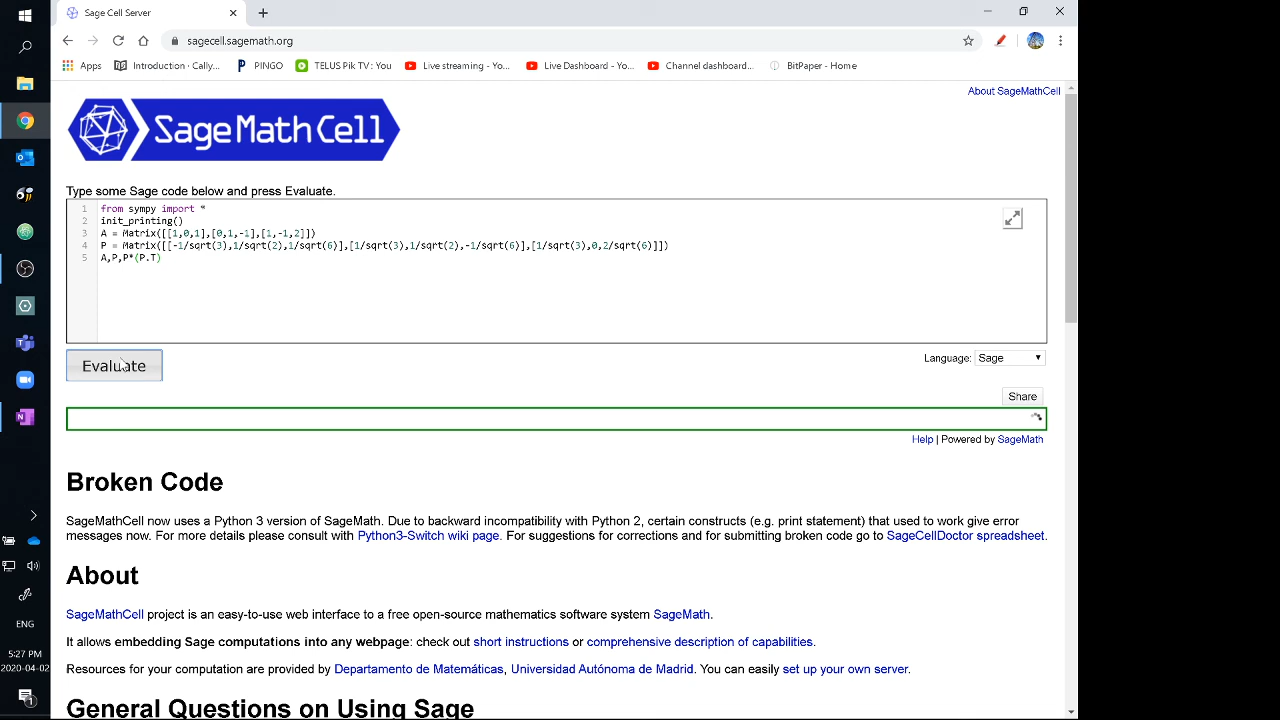 Sage Cell Server
sagecell.sagemath.org
Apps Introduction · Cally... PINGO TELUS Pik TV : You Live streaming - Yo... Live Dashboard - Yo... Channel dashboard... BitPaper - Home
About SageMathCell
SageMathCell
Type some Sage code below and press Evaluate.
1 from sympy import *
2 init_printing()
3 A = Matrix([[1,0,1],[0,1,-1],[1,-1,2]])
4 P = Matrix([[-1/sqrt(3),1/sqrt(2),1/sqrt(6)],[1/sqrt(3),1/sqrt(2),-1/sqrt(6)],[1/sqrt(3),0,2/sqrt(6)]])
5 A,P,P*(P.T)
Evaluate
Language: Sage
Share
Help | Powered by SageMath
Broken Code
SageMathCell now uses a Python 3 version of SageMath. Due to backward incompatibility with Python 2, certain constructs (e.g. print statement) that used to work give error
messages now. For more details please consult with Python3-Switch wiki page. For suggestions for corrections and for submitting broken code go to SageCellDoctor spreadsheet.
About
SageMathCell project is an easy-to-use web interface to a free open-source mathematics software system SageMath.
It allows embedding Sage computations into any webpage: check out short instructions or comprehensive description of capabilities.
Resources for your computation are provided by Departamento de Matemáticas, Universidad Autónoma de Madrid. You can easily set up your own server.
General Questions on Using Sage
ENG
5:27 PM
2020-04-02